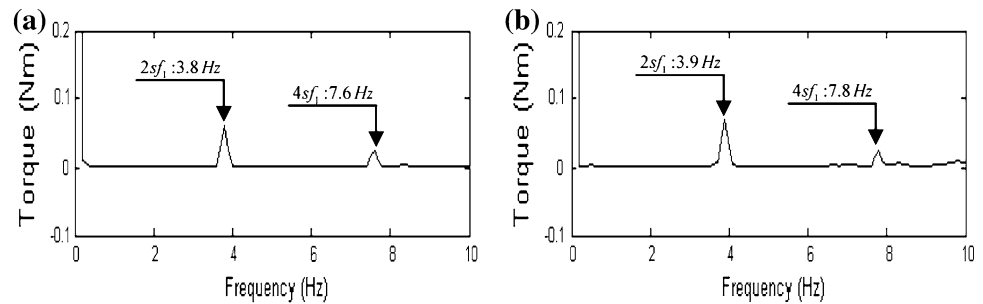 (a)
0.2
0.1
0
-0.1
Torque (Nm)
2sf₁:3.8 Hz
4sf₁:7.6 Hz
0 2 4 6 8 10
Frequency (Hz)
(b)
0.2
0.1
0
-0.1
Torque (Nm)
2sf₁:3.9 Hz
4sf₁:7.8 Hz
0 2 4 6 8 10
Frequency (Hz)